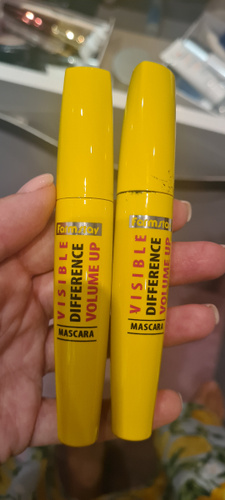 Farmstay
VISIBLE
DIFFERENCE
VOLUME UP
MASCARA
Farmstay
VISIBLE
DIFFERENCE
VOLUME UP
MASCARA